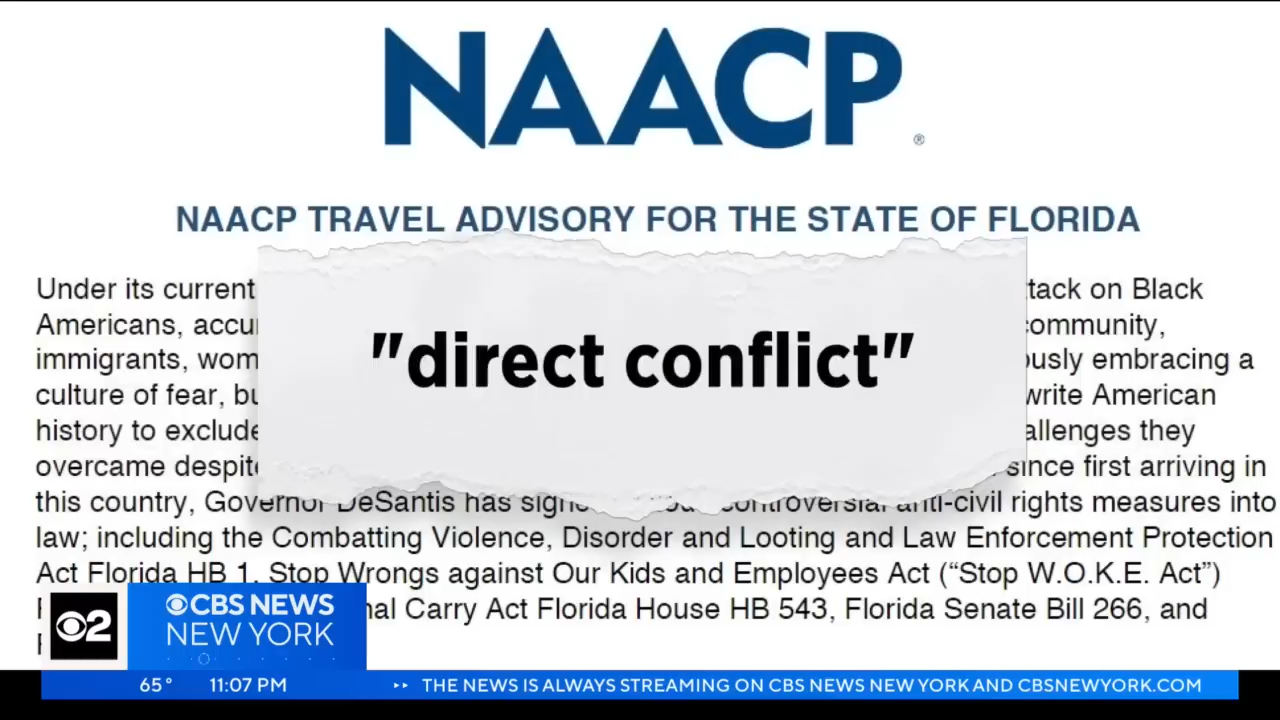 NAACP®
NAACP TRAVEL ADVISORY FOR THE STATE OF FLORIDA
Under its current ttack on Black
Americans, accu community,
immigrants, wom ously embracing a
culture of fear, bu write American
history to exclude allenges they
"direct conflict"
overcame despite since first arriving in
this country, Governor DeSantis has signe controversial anti-civil rights measures into
law; including the Combatting Violence, Disorder and Looting and Law Enforcement Protection
Act Florida HB 1, Stop Wrongs against Our Kids and Employees Act (“Stop W.O.K.E. Act”)
F nal Carry Act Florida House HB 543, Florida Senate Bill 266, and
2
CBS NEWS
NEW YORK
65° 11:07 PM THE NEWS IS ALWAYS STREAMING ON CBS NEWS NEW YORK AND CBSNEWYORK.COM